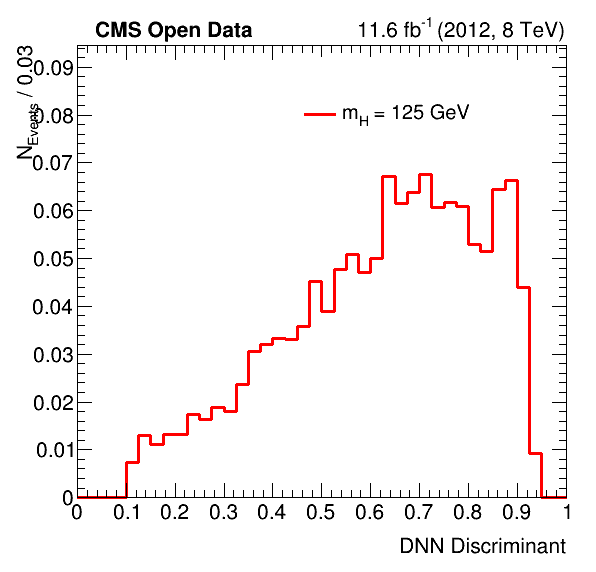 CMS Open Data 11.6 fb-1 (2012, 8 TeV)
NEvents / 0.03
0.09
0.08
mH = 125 GeV
0.07
0.06
0.05
0.04
0.03
0.02
0.01
0
0 0.1 0.2 0.3 0.4 0.5 0.6 0.7 0.8 0.9 1
DNN Discriminant